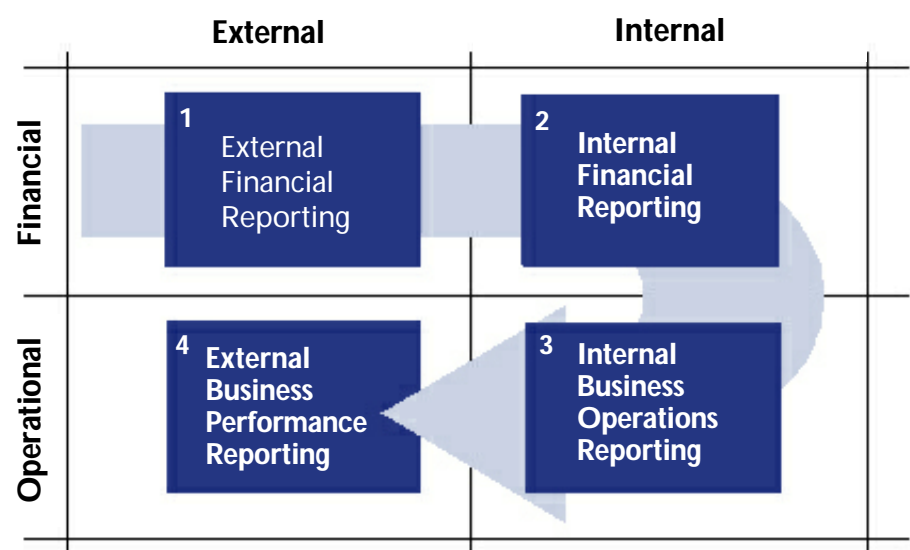 External
Internal
Financial
1
External
Financial
Reporting
2
Internal
Financial
Reporting
Operational
4
External
Business
Performance
Reporting
3
Internal
Business
Operations
Reporting